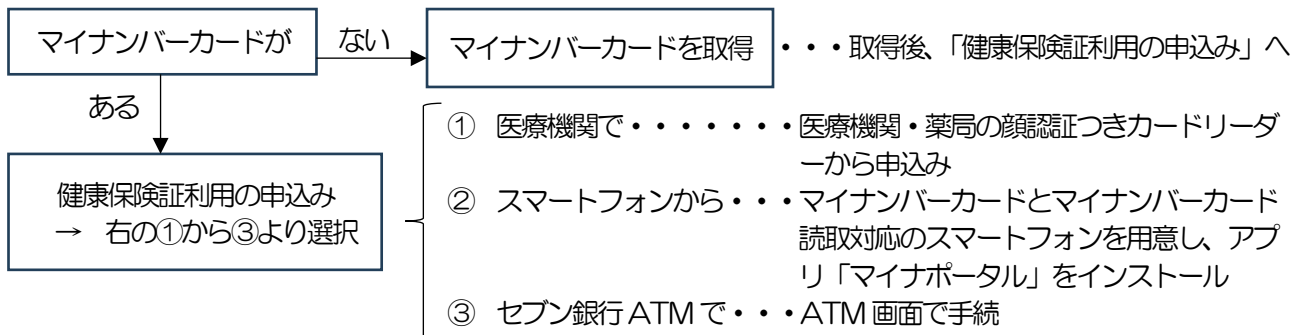 マイナンバーカードが
ない
マイナンバーカードを取得
・・・取得後、「健康保険証利用の申込み」へ
ある
健康保険証利用の申込み
→ 右の①から③より選択
① 医療機関で・・・・・・・医療機関・薬局の顔認証つきカードリーダ
ーから申込み
② スマートフォンから・・・マイナンバーカードとマイナンバーカード
読取対応のスマートフォンを用意し、アプ
リ「マイナポータル」をインストール
③ セブン銀行ATMで・・・ATM画面で手続